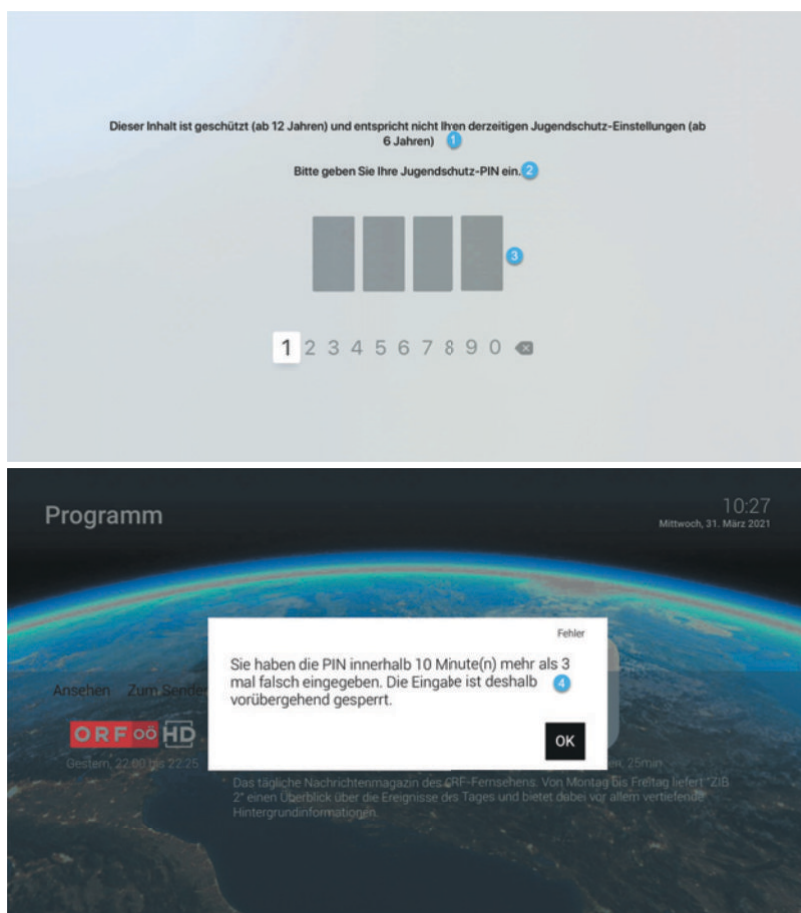 Dieser Inhalt ist geschützt (ab 12 Jahren) und entspricht nicht Ihren derzeitigen Jugendschutz-Einstellungen (ab
6 Jahren) 1
Bitte geben Sie Ihre Jugendschutz-PIN ein. 2
3
1 2 3 4 5 6 7 8 9 0
Programm
10:27
Mittwoch, 31. März 2021
Fehler
Sie haben die PIN innerhalb 10 Minute(n) mehr als 3
mal falsch eingegeben. Die Eingabe ist deshalb 4
vorübergehend gesperrt.
OK
Ansehen Zum Sender
ORF OÖ HD
Gestern, 22:00 bis 22:25
25min
Das tägliche Nachrichtenmagazin des ORF-Fernsehens. Von Montag bis Freitag liefert "ZIB
2" einen Überblick über die Ereignisse des Tages und bietet dabei vor allem vertiefende
Hintergrundinformationen.